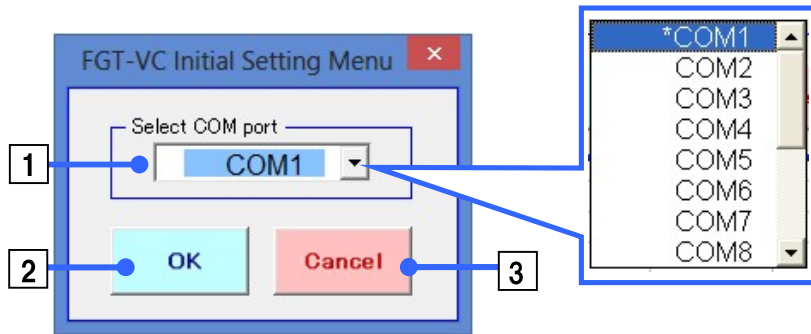 FGT-VC Initial Setting Menu
Select COM port
1
COM1
2
OK
Cancel
3
*COM1
COM2
COM3
COM4
COM5
COM6
COM7
COM8